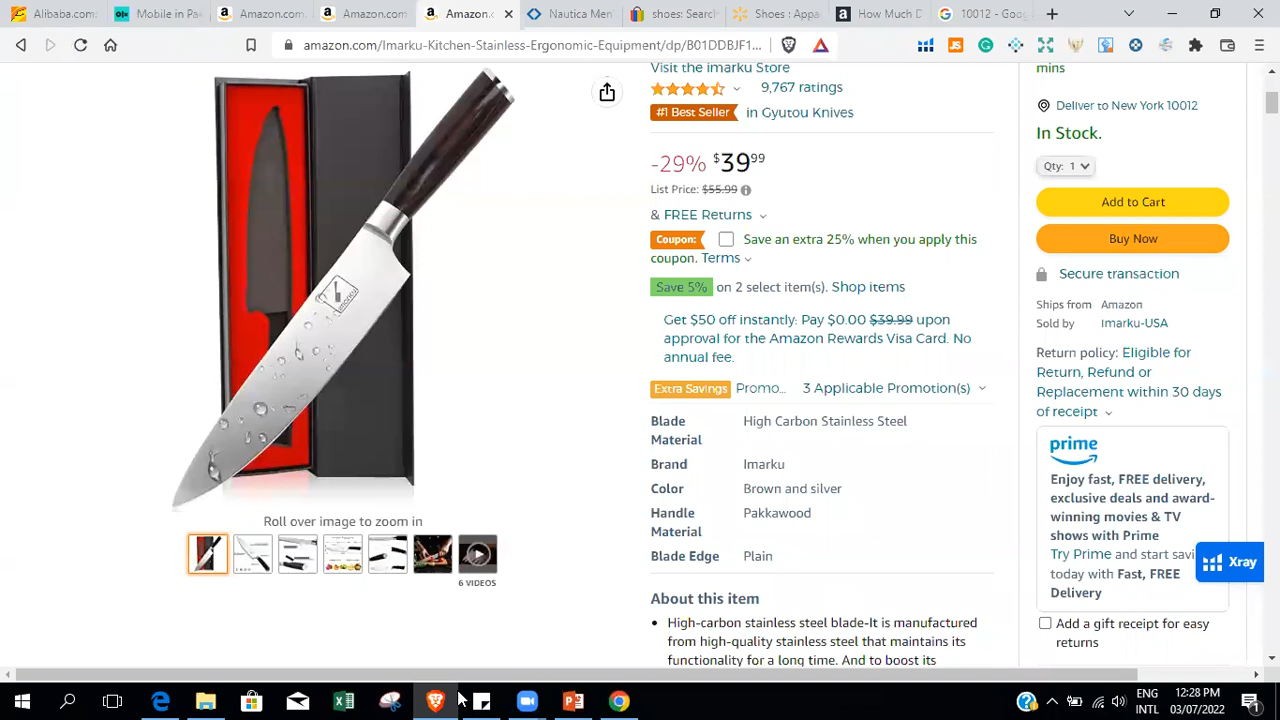 Alibaba.com
Mobile in Pak
Amazon.com
Amazon.com
Amazon.c
Nautica Men
shoes: Search
Shoes : App
How Much D
10012 - Goog
amazon.com/Imarku-Kitchen-Stainless-Ergonomic-Equipment/dp/B01DDBJF1...
Visit the imarku Store
9,767 ratings
#1 Best Seller in Gyutou Knives
-29% $39 99
List Price: $55.99
& FREE Returns
Coupon: Save an extra 25% when you apply this
coupon. Terms
Save 5% on 2 select item(s). Shop items
Get $50 off instantly: Pay $0.00 $39.99 upon
approval for the Amazon Rewards Visa Card. No
annual fee.
Extra Savings Promo... 3 Applicable Promotion(s)
Blade Material High Carbon Stainless Steel
Brand Imarku
Color Brown and silver
Handle Material Pakkawood
Blade Edge Plain
About this item
• High-carbon stainless steel blade-It is manufactured
from high-quality stainless steel that maintains its
functionality for a long time. And to boost its
Roll over image to zoom in
6 VIDEOS
mins
Deliver to New York 10012
In Stock.
Qty: 1
Add to Cart
Buy Now
Secure transaction
Ships from Amazon
Sold by Imarku-USA
Return policy: Eligible for
Return, Refund or
Replacement within 30 days
of receipt
prime
Enjoy fast, FREE delivery,
exclusive deals and award-
winning movies & TV
shows with Prime
Try Prime and start savi
today with Fast, FREE
Delivery
Xray
Add a gift receipt for easy
returns
ENG
INTL
12:28 PM
03/07/2022